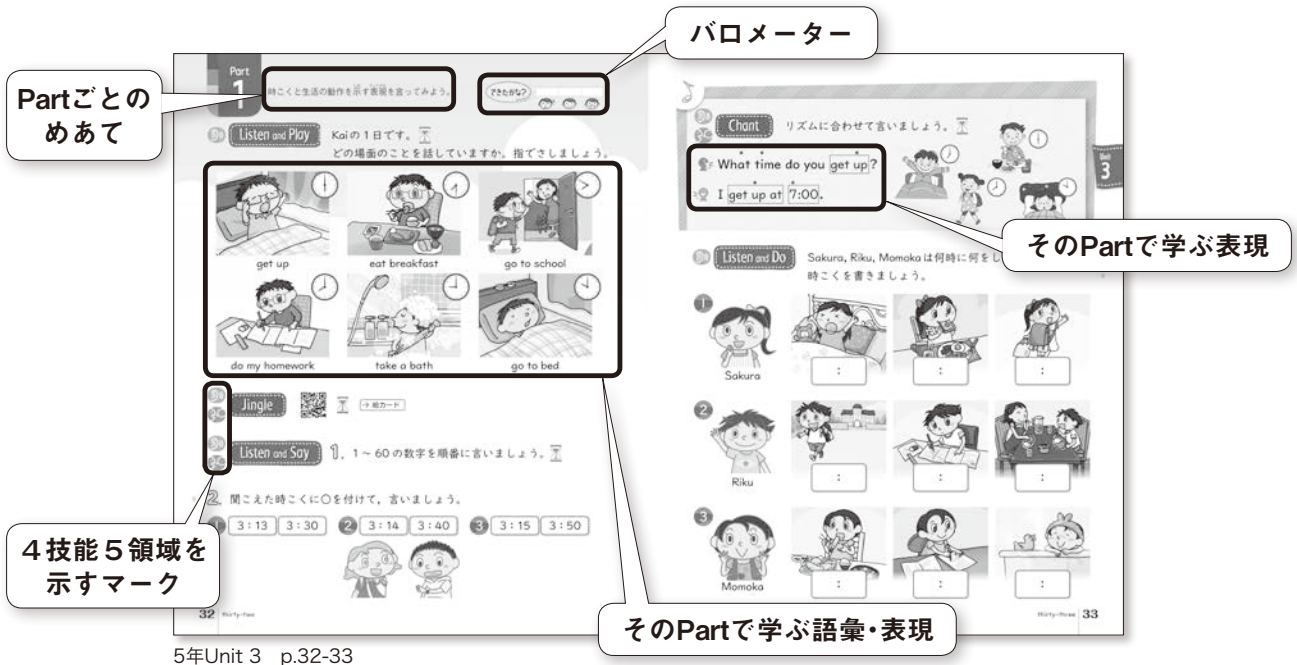 バロメーター
Partごとの
めあて
Part
1
時こくと生活の動作を示す表現を言ってみよう。
できたかな?
Listen and Play
Kaiの1日です。
どの場面のことを話していますか。指でさしましょう。
get up
eat breakfast
go to school
do my homework
take a bath
go to bed
Jingle
→絵カード
Listen and Say
1. 1〜60の数字を順番に言いましょう。
2. 聞こえた時こくに○を付けて,言いましょう。
1 3:13 3:30 2 3:14 3:40 3 3:15 3:50
4技能5領域を
示すマーク
32 thirty-two
Chant
リズムに合わせて言いましょう。
What time do you get up?
I get up at 7:00.
Unit
3
そのPartで学ぶ表現
Listen and Do
Sakura, Riku, Momokaは何時に何をし
時こくを書きましょう。
1
Sakura
: : :
2
Riku
: : :
3
Momoka
: : :
thirty-three 33
そのPartで学ぶ語彙・表現
5年Unit 3 p.32-33